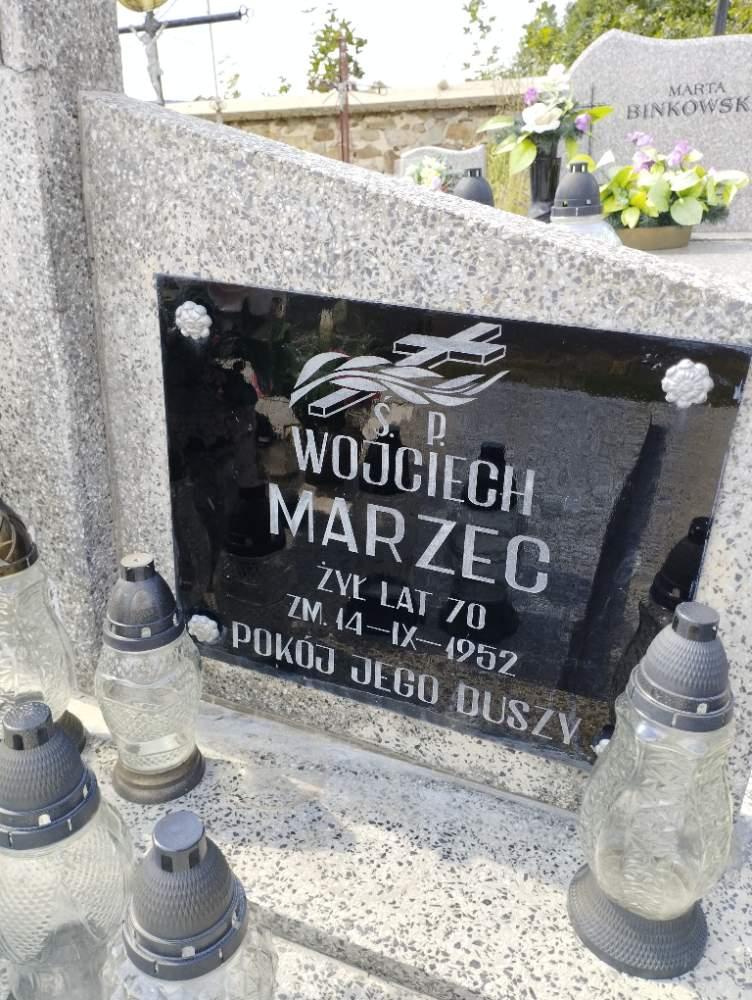 MARTA
BINKOWSK
Ś. P.
WOJCIECH
MARZEC
ŻYŁ LAT 70
ZM. 14-IX-1952
POKÓJ JEGO DUSZY